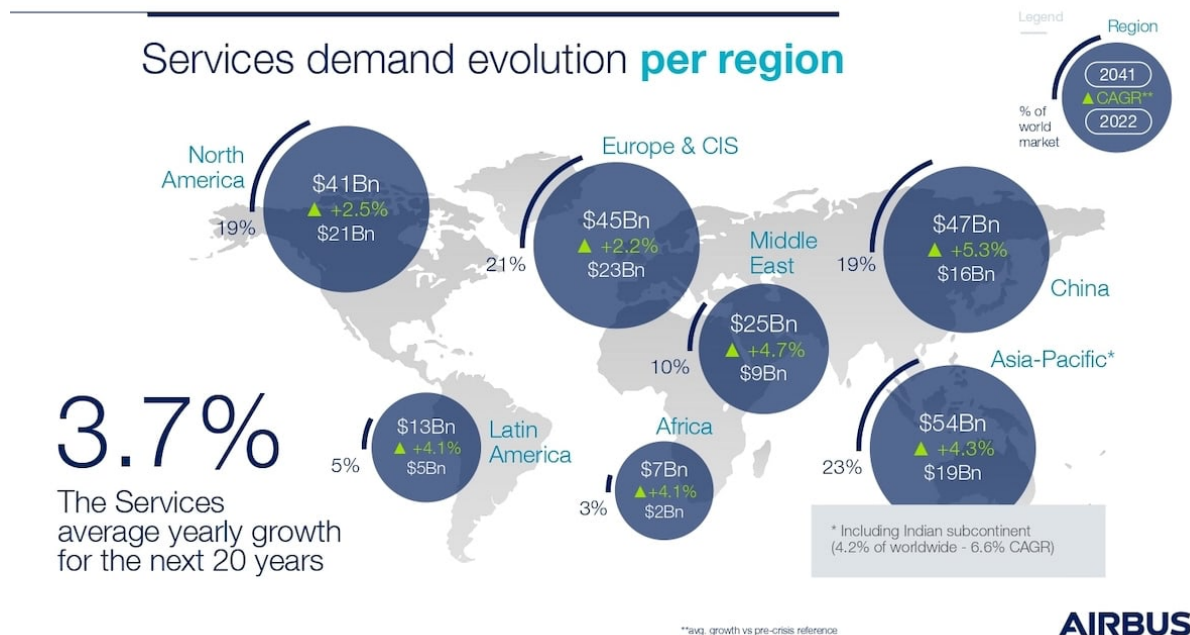 Services demand evolution per region
Legend
Region
2041
▲ CAGR**
2022
% of
world
market
North
America
$41Bn
▲ +2.5%
$21Bn
19%
Europe & CIS
$45Bn
▲ +2.2%
$23Bn
21%
Middle
East
$25Bn
▲ +4.7%
$9Bn
10%
$47Bn
▲ +5.3%
$16Bn
19%
China
Asia-Pacific*
$54Bn
▲ +4.3%
$19Bn
23%
$13Bn
▲ +4.1%
$5Bn
5%
Latin
America
Africa
$7Bn
▲ +4.1%
$2Bn
3%
3.7%
The Services
average yearly growth
for the next 20 years
* Including Indian subcontinent
(4.2% of worldwide - 6.6% CAGR)
**avg. growth vs pre-crisis reference
AIRBUS